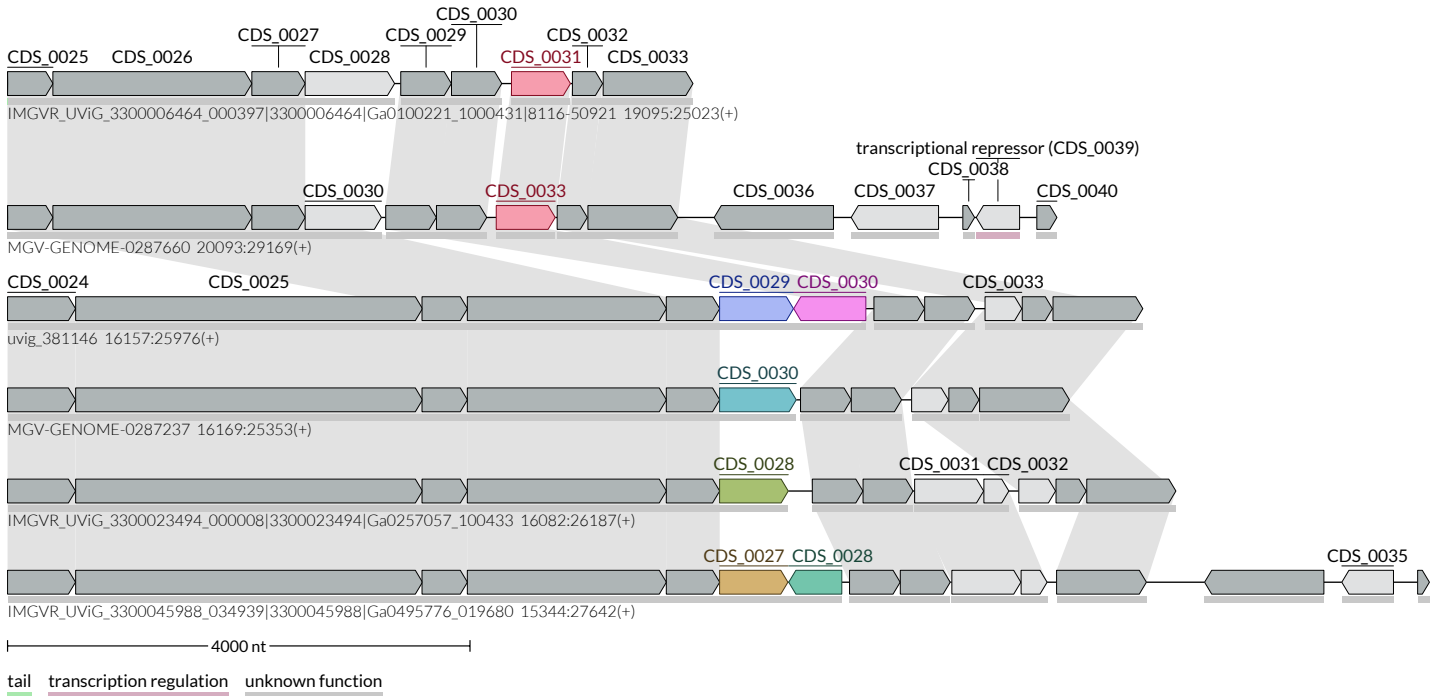 CDS_0030
CDS_0027 CDS_0029 CDS_0032
CDS_0025 CDS_0026 CDS_0028 CDS_0031 CDS_0033
IMGVR_UViG_3300006464_000397|3300006464|Ga0100221_1000431|8116-50921 19095:25023(+)
transcriptional repressor (CDS_0039)
CDS_0038
CDS_0030 CDS_0033 CDS_0036 CDS_0037 CDS_0040
MGV-GENOME-0287660 20093:29169(+)
CDS_0024 CDS_0025 CDS_0029 CDS_0030 CDS_0033
uvig_381146 16157:25976(+)
CDS_0030
MGV-GENOME-0287237 16169:25353(+)
CDS_0028 CDS_0031 CDS_0032
IMGVR_UViG_3300023494_000008|3300023494|Ga0257057_100433 16082:26187(+)
CDS_0027 CDS_0028 CDS_0035
IMGVR_UViG_3300045988_034939|3300045988|Ga0495776_019680 15344:27642(+)
4000 nt
tail transcription regulation unknown function